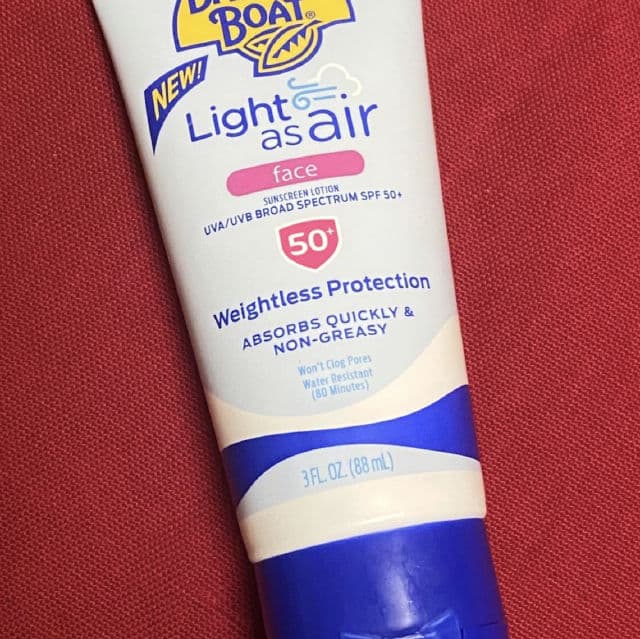 BOAT®
NEW!
Light
as air
face
SUNSCREEN LOTION
UVA/UVB BROAD SPECTRUM SPF 50+
50+
Weightless Protection
ABSORBS QUICKLY &
NON-GREASY
Won't Clog Pores
Water Resistant
(80 Minutes)
3 FL. OZ. (88 mL)